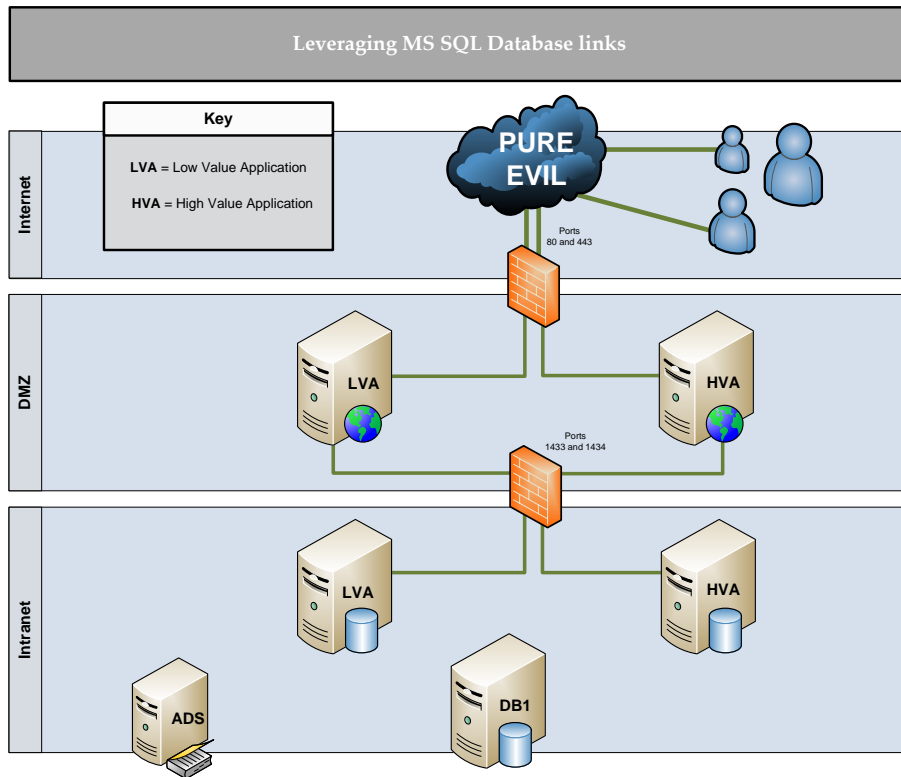 Leveraging MS SQL Database links
Key
LVA = Low Value Application
HVA = High Value Application
PURE
EVIL
Internet
Ports
80 and 443
DMZ
LVA
HVA
Ports
1433 and 1434
Intranet
LVA
HVA
ADS
DB1